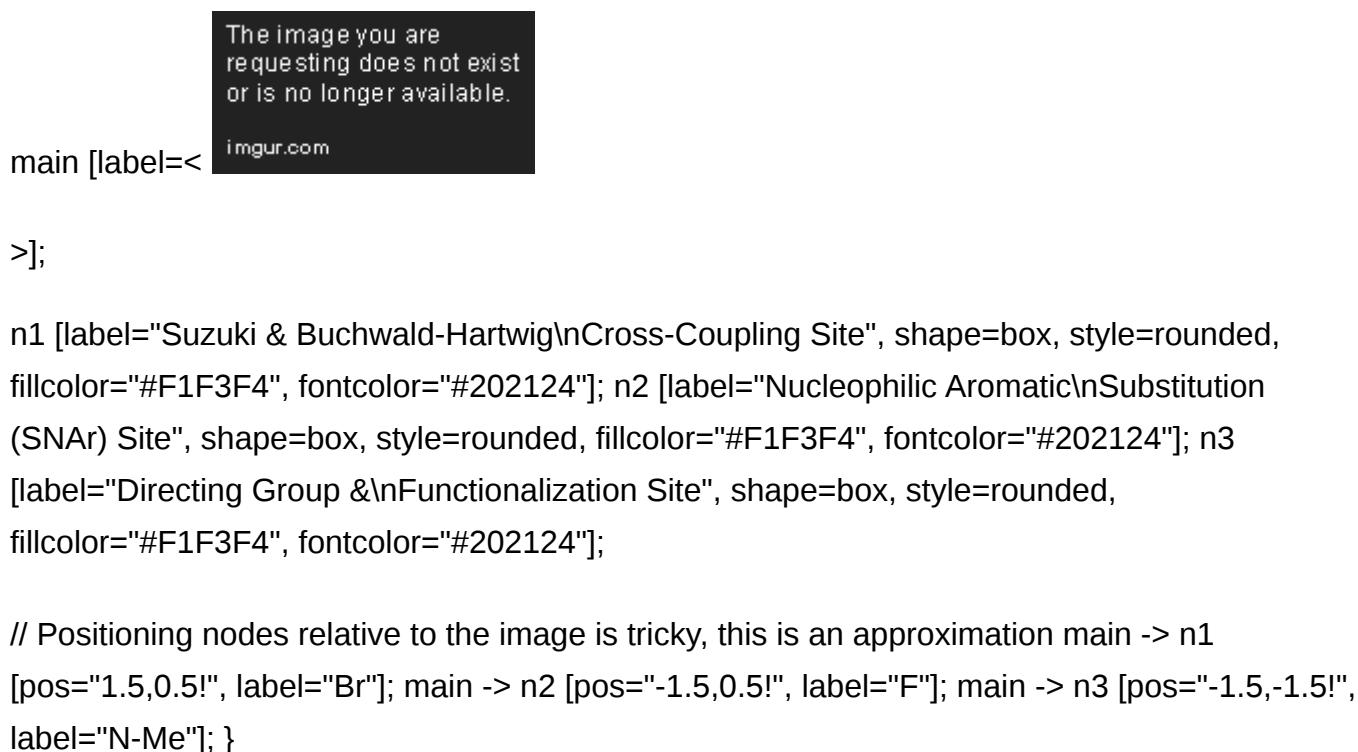 The image you are
requesting does not exist
or is no longer available.
imgur.com
main [label=<
>];
n1 [label="Suzuki & Buchwald-Hartwig\nCross-Coupling Site", shape=box, style=rounded,
fillcolor="#F1F3F4", fontcolor="#202124"]; n2 [label="Nucleophilic Aromatic\nSubstitution
(SNAr) Site", shape=box, style=rounded, fillcolor="#F1F3F4", fontcolor="#202124"]; n3
[label="Directing Group &\nFunctionalization Site", shape=box, style=rounded,
fillcolor="#F1F3F4", fontcolor="#202124"];
// Positioning nodes relative to the image is tricky, this is an approximation main -> n1
[pos="1.5,0.5!", label="Br"]; main -> n2 [pos="-1.5,0.5!", label="F"]; main -> n3 [pos="-1.5,-1.5!",
label="N-Me"]; }